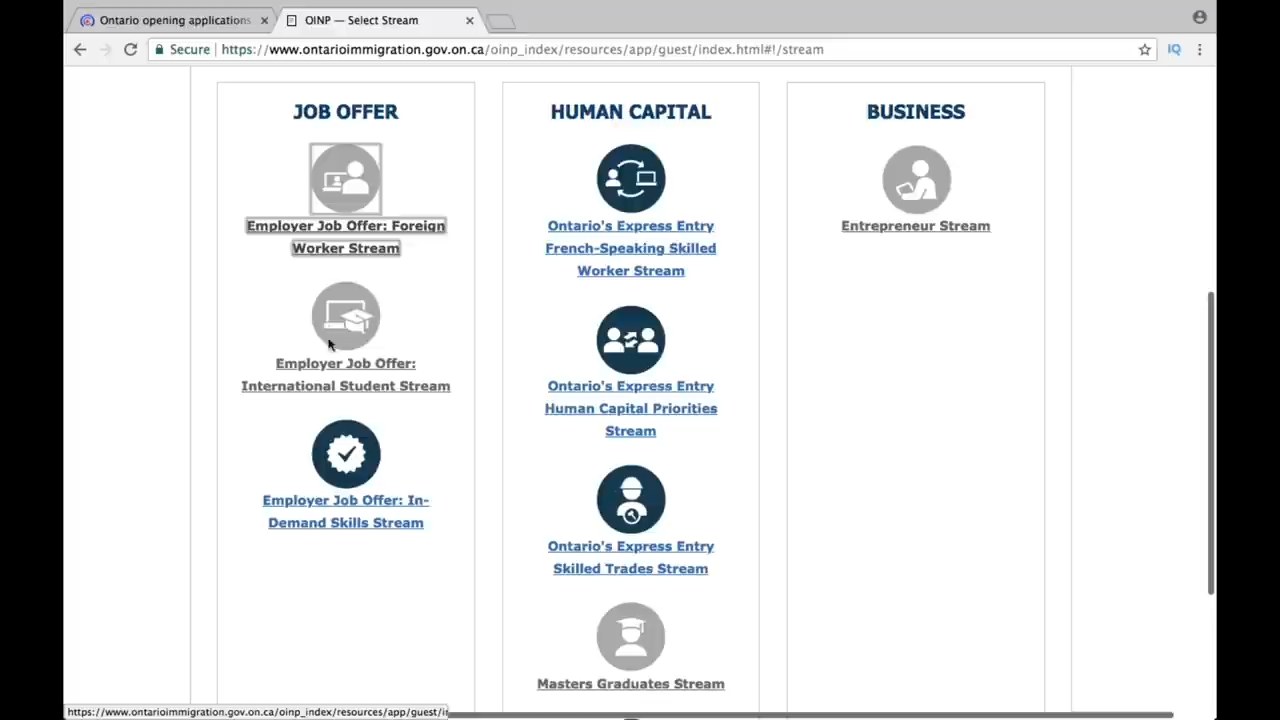 Ontario opening applications
OINP — Select Stream
Secure
https://www.ontarioimmigration.gov.on.ca/oinp_index/resources/app/guest/index.html#!/stream
IQ
JOB OFFER
Employer Job Offer: Foreign
Worker Stream
Employer Job Offer:
International Student Stream
Employer Job Offer: In-
Demand Skills Stream
HUMAN CAPITAL
Ontario's Express Entry
French-Speaking Skilled
Worker Stream
Ontario's Express Entry
Human Capital Priorities
Stream
Ontario's Express Entry
Skilled Trades Stream
Masters Graduates Stream
BUSINESS
Entrepreneur Stream
https://www.ontarioimmigration.gov.on.ca/oinp_index/resources/app/guest/i